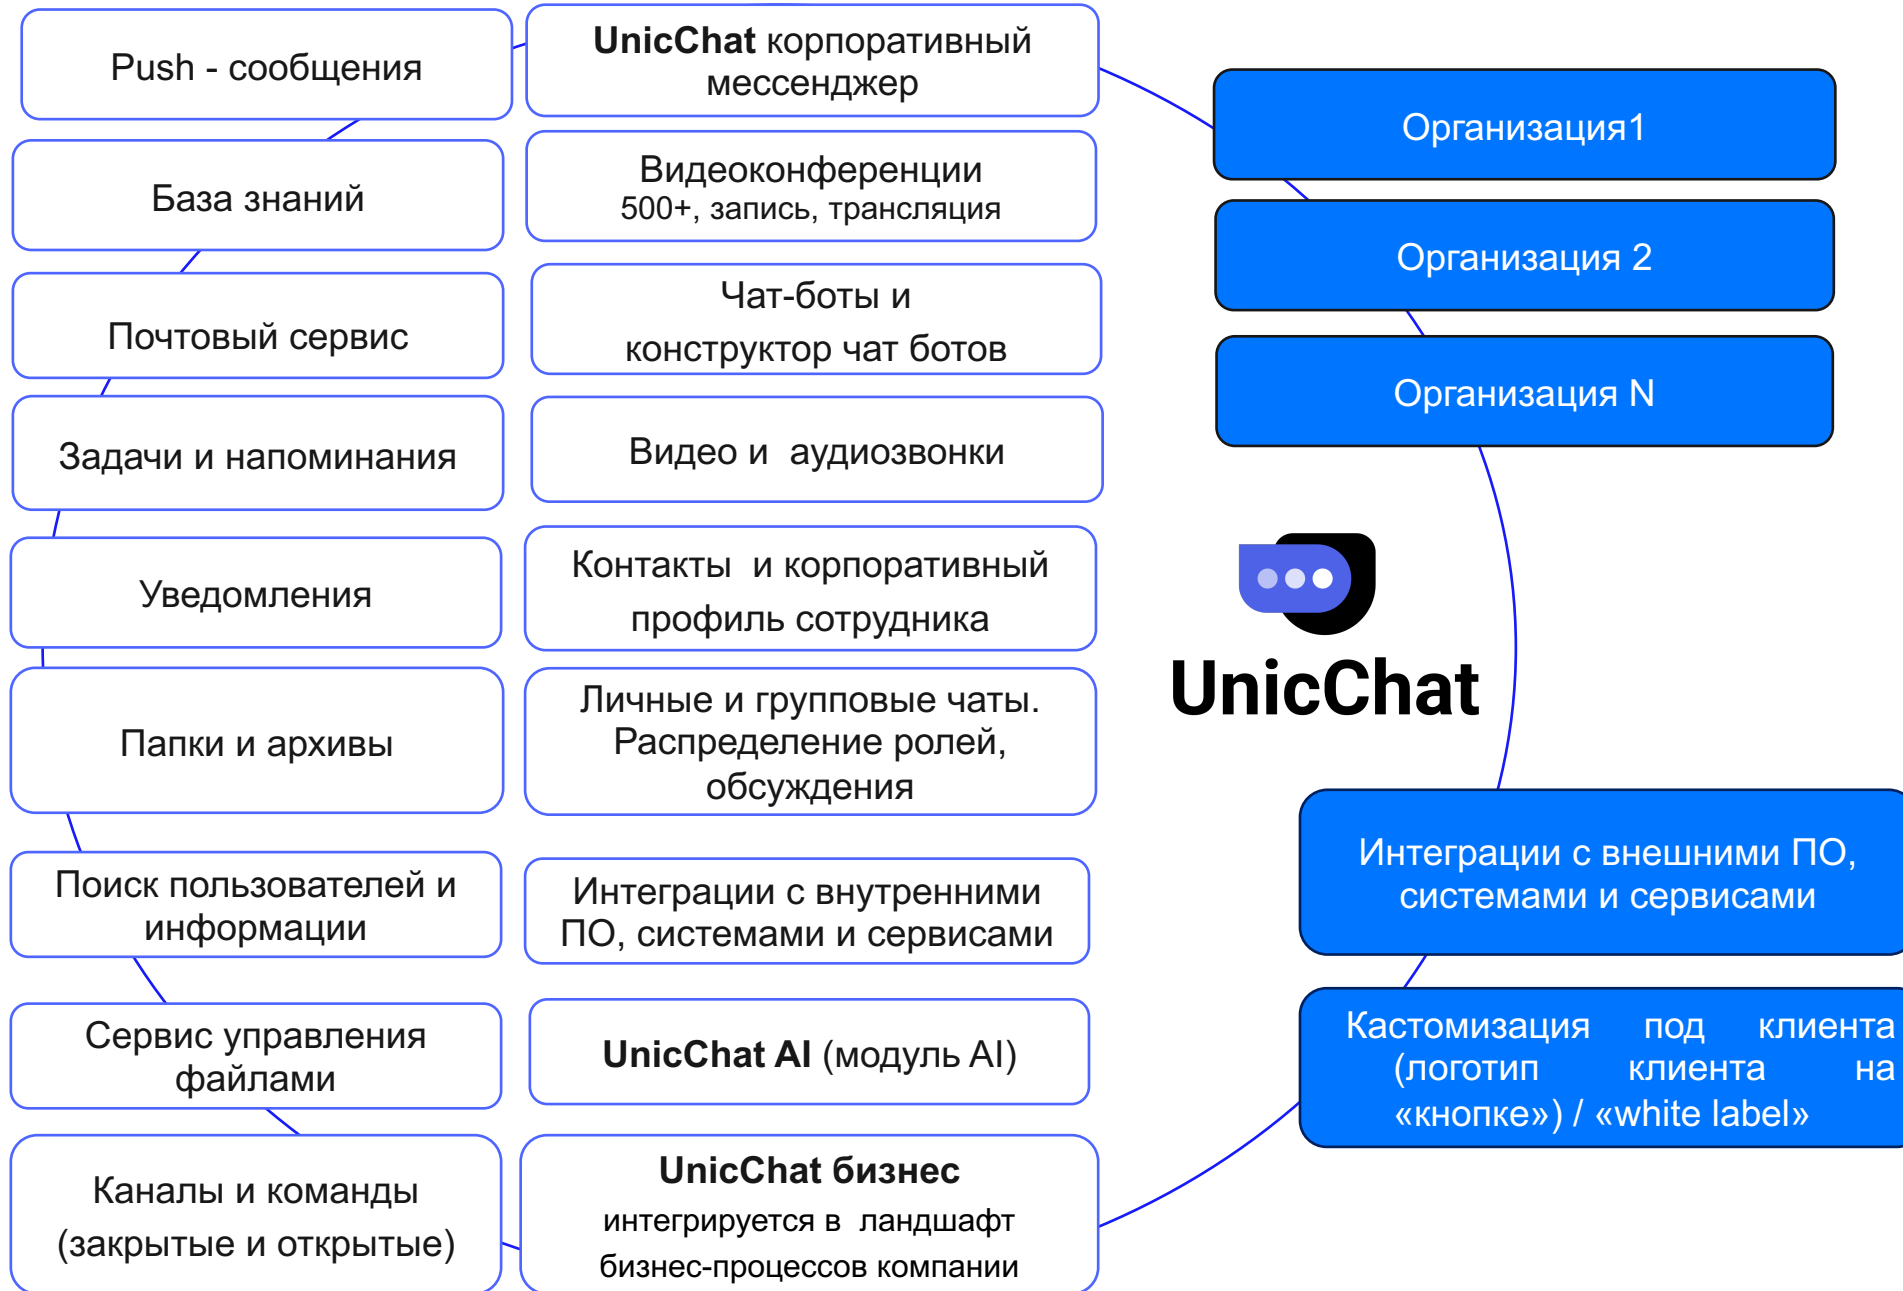 Push - сообщения
База знаний
Почтовый сервис
Задачи и напоминания
Уведомления
Папки и архивы
Поиск пользователей и
информации
Сервис управления
файлами
Каналы и команды
(закрытые и открытые)
UnicChat корпоративный
мессенджер
Видеоконференции
500+, запись, трансляция
Чат-боты и
конструктор чат ботов
Видео и аудиозвонки
Контакты и корпоративный
профиль сотрудника
Личные и групповые чаты.
Распределение ролей,
обсуждения
Интеграции с внутренними
ПО, системами и сервисами
UnicChat AI (модуль AI)
UnicChat бизнес
интегрируется в ландшафт
бизнес-процессов компании
Организация1
Организация 2
Организация N
UnicChat
Интеграции с внешними ПО,
системами и сервисами
Кастомизация под клиента
(логотип клиента на
«кнопке») / «white label»